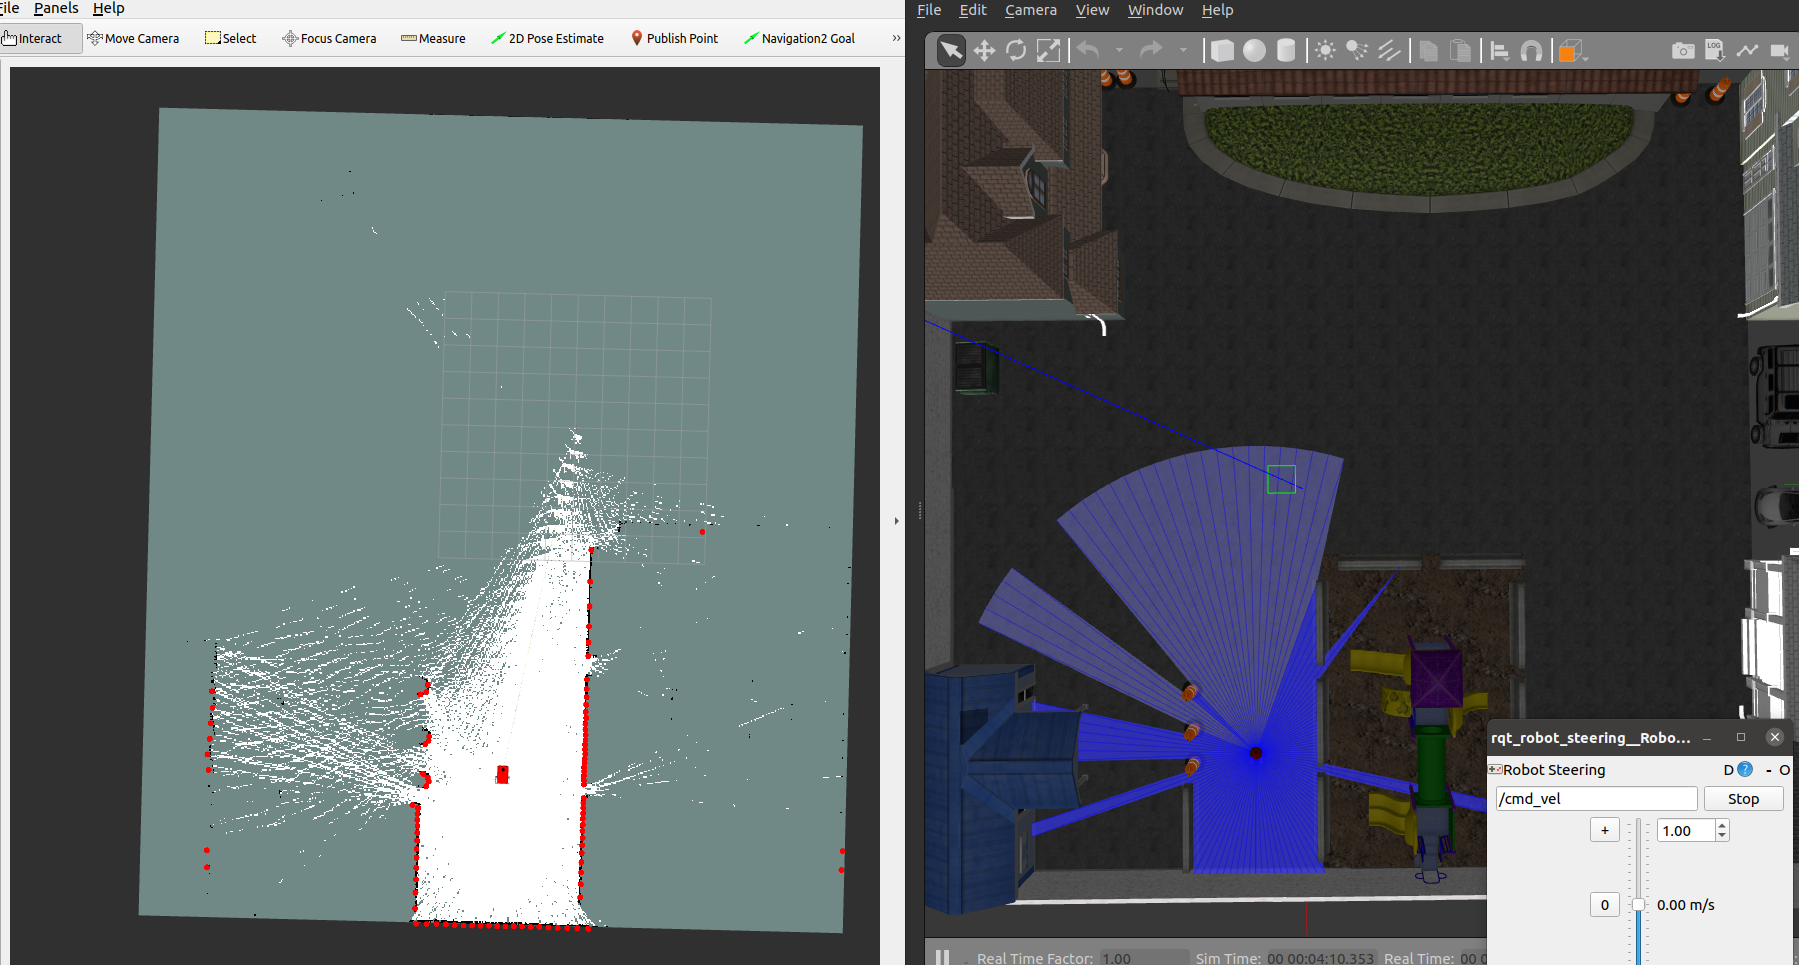 File Panels Help
Interact Move Camera Select Focus Camera Measure 2D Pose Estimate Publish Point Navigation2 Goal »
File Edit Camera View Window Help
LOG
rqt_robot_steering__Robo...
Robot Steering D ? - O
/cmd_vel Stop
+ 1.00
0 0.00 m/s
Real Time Factor: 1.00 Sim Time: 00 00:04:10.353 Real Time: 00 0